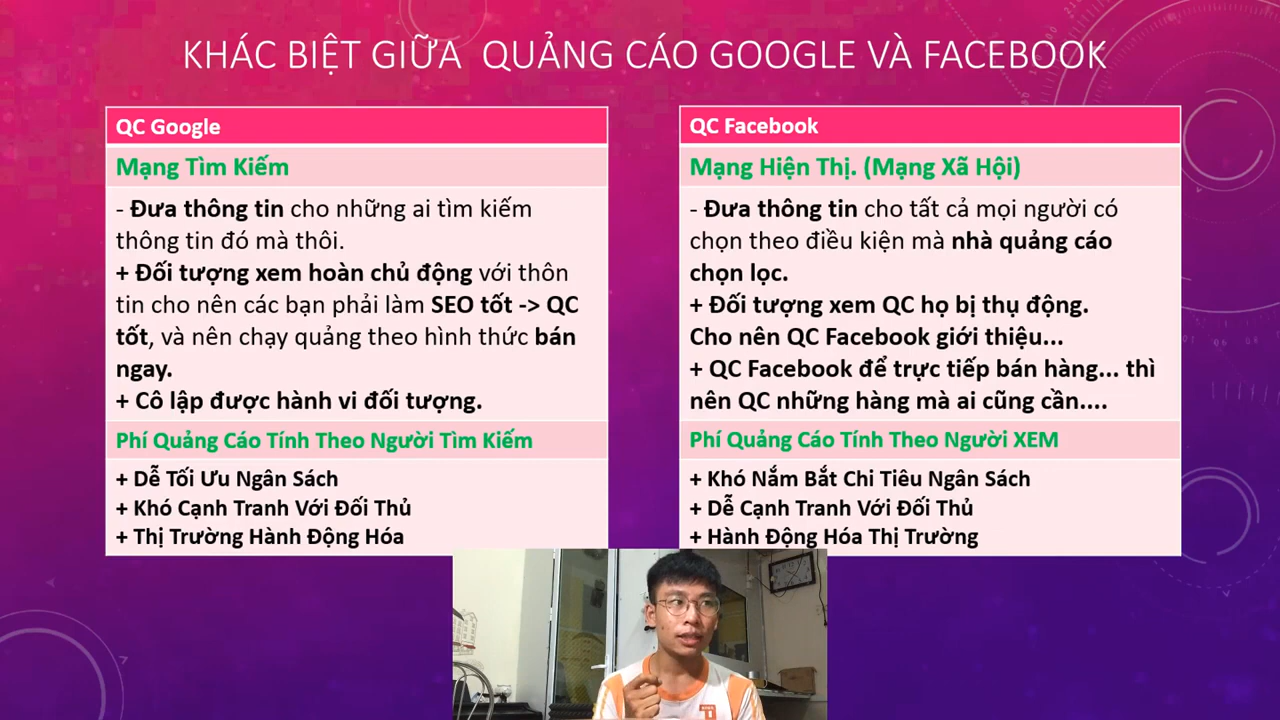 KHÁC BIỆT GIỮA QUẢNG CÁO GOOGLE VÀ FACEBOOK
QC Google
Mạng Tìm Kiếm
- Đưa thông tin cho những ai tìm kiếm
thông tin đó mà thôi.
+ Đối tượng xem hoàn chủ động với thôn
tin cho nên các bạn phải làm SEO tốt -> QC
tốt, và nên chạy quảng theo hình thức bán
ngay.
+ Cô lập được hành vi đối tượng.
Phí Quảng Cáo Tính Theo Người Tìm Kiếm
+ Dễ Tối Ưu Ngân Sách
+ Khó Cạnh Tranh Với Đối Thủ
+ Thị Trường Hành Động Hóa
QC Facebook
Mạng Hiện Thị. (Mạng Xã Hội)
- Đưa thông tin cho tất cả mọi người có
chọn theo điều kiện mà nhà quảng cáo
chọn lọc.
+ Đối tượng xem QC họ bị thụ động.
Cho nên QC Facebook giới thiệu...
+ QC Facebook để trực tiếp bán hàng... thì
nên QC những hàng mà ai cũng cần....
Phí Quảng Cáo Tính Theo Người XEM
+ Khó Nắm Bắt Chi Tiêu Ngân Sách
+ Dễ Cạnh Tranh Với Đối Thủ
+ Hành Động Hóa Thị Trường